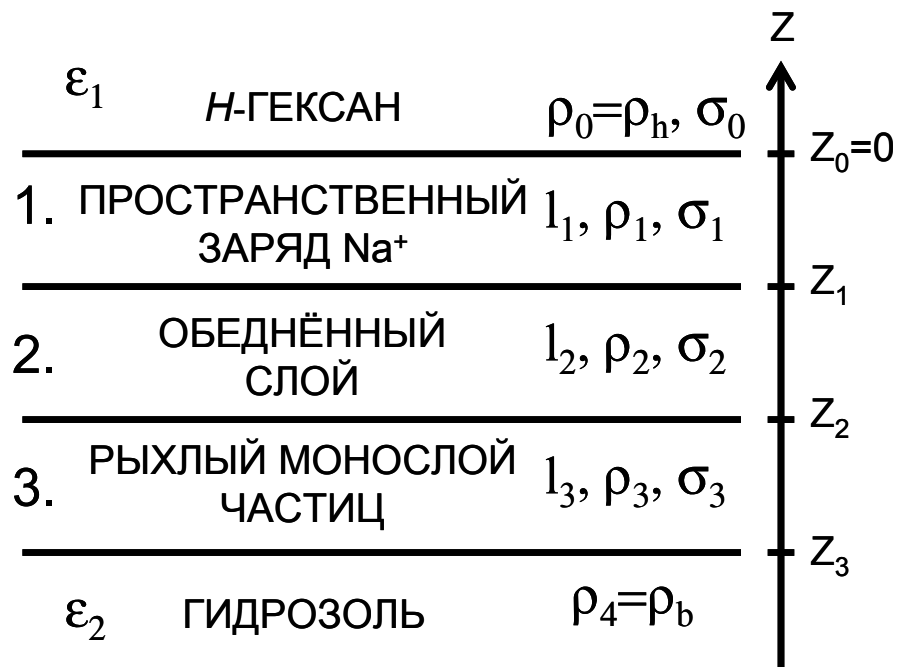 Z
ε₁
Н-ГЕКСАН
ρ₀=ρₕ, σ₀
Z₀=0
1. ПРОСТРАНСТВЕННЫЙ
ЗАРЯД Na⁺
l₁, ρ₁, σ₁
Z₁
2. ОБЕДНЁННЫЙ
СЛОЙ
l₂, ρ₂, σ₂
Z₂
3. РЫХЛЫЙ МОНОСЛОЙ
ЧАСТИЦ
l₃, ρ₃, σ₃
Z₃
ε₂
ГИДРОЗОЛЬ
ρ₄=ρ_b